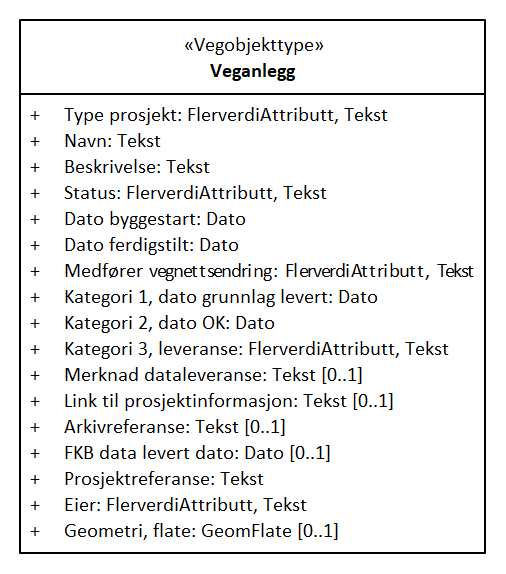 «Vegobjekttype»
Veganlegg
+ Type prosjekt: FlerverdiAttributt, Tekst
+ Navn: Tekst
+ Beskrivelse: Tekst
+ Status: FlerverdiAttributt, Tekst
+ Dato byggestart: Dato
+ Dato ferdigstilt: Dato
+ Medfører vegnettsendring: FlerverdiAttributt, Tekst
+ Kategori 1, dato grunnlag levert: Dato
+ Kategori 2, dato OK: Dato
+ Kategori 3, leveranse: FlerverdiAttributt, Tekst
+ Merknad dataleveranse: Tekst [0..1]
+ Link til prosjektinformasjon: Tekst [0..1]
+ Arkivreferanse: Tekst [0..1]
+ FKB data levert dato: Dato [0..1]
+ Prosjektreferanse: Tekst
+ Eier: FlerverdiAttributt, Tekst
+ Geometri, flate: GeomFlate [0..1]